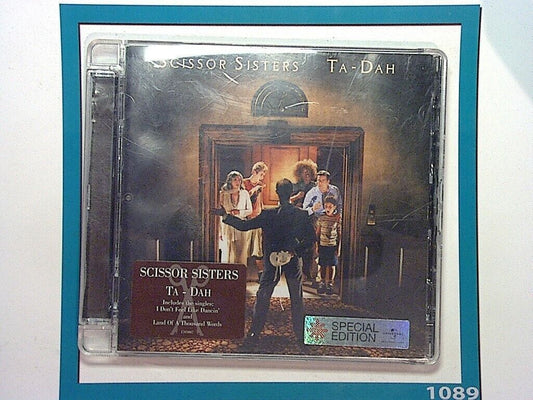 SCISSOR SISTERS TA-DAH
SCISSOR SISTERS
TA - DAH
Includes the singles:
I Don't Feel Like Dancin'
and
Land Of A Thousand Words
SPECIAL
EDITION
1089